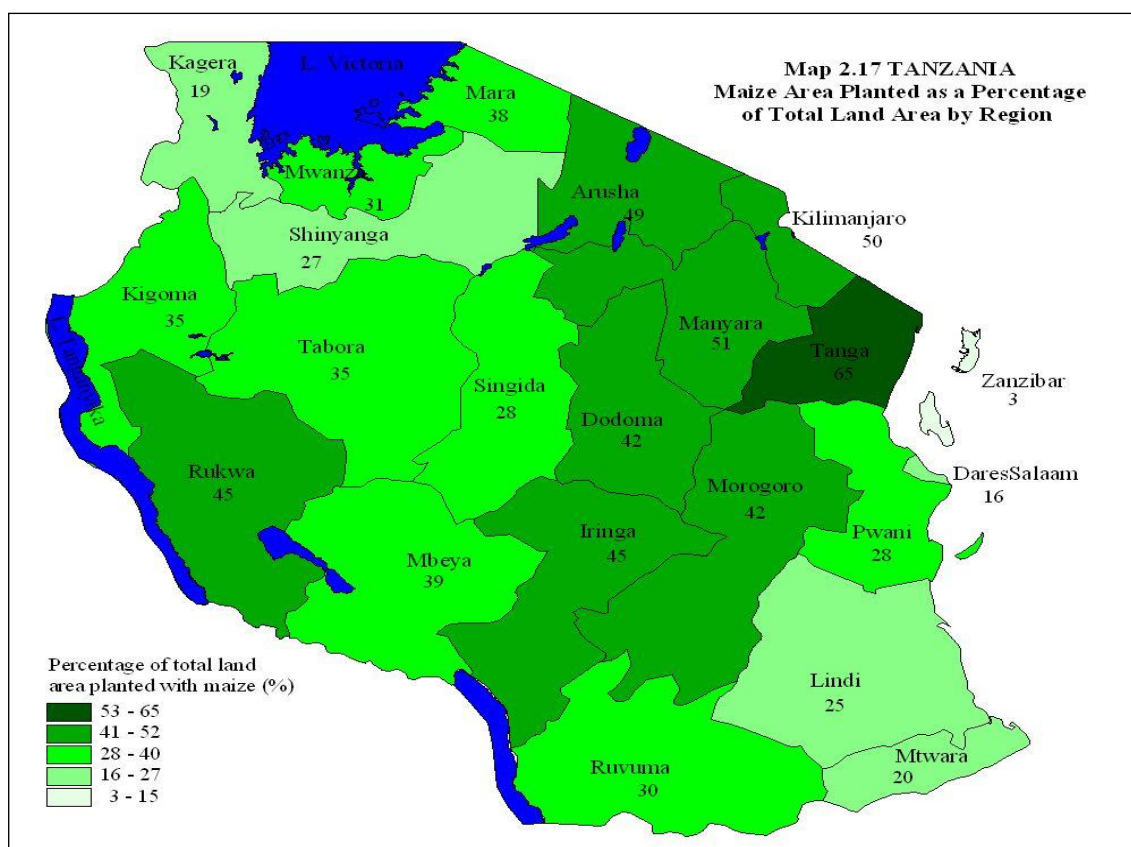 Map 2.17 TANZANIA
Maize Area Planted as a Percentage
of Total Land Area by Region
Kagera
19
L. Victoria
Mara
38
Mwanz
31
Arusha
49
Kilimanjaro
50
Shinyanga
27
Kigoma
35
Tabora
35
Singida
28
Manyara
51
Tanga
65
Zanzibar
3
L. Tanganyika
Dodoma
42
Rukwa
45
Morogoro
42
DaresSalaam
16
Iringa
45
Pwani
28
Mbeya
39
Lindi
25
Mtwara
20
Ruvuma
30
Percentage of total land
area planted with maize (%)
53 - 65
41 - 52
28 - 40
16 - 27
3 - 15